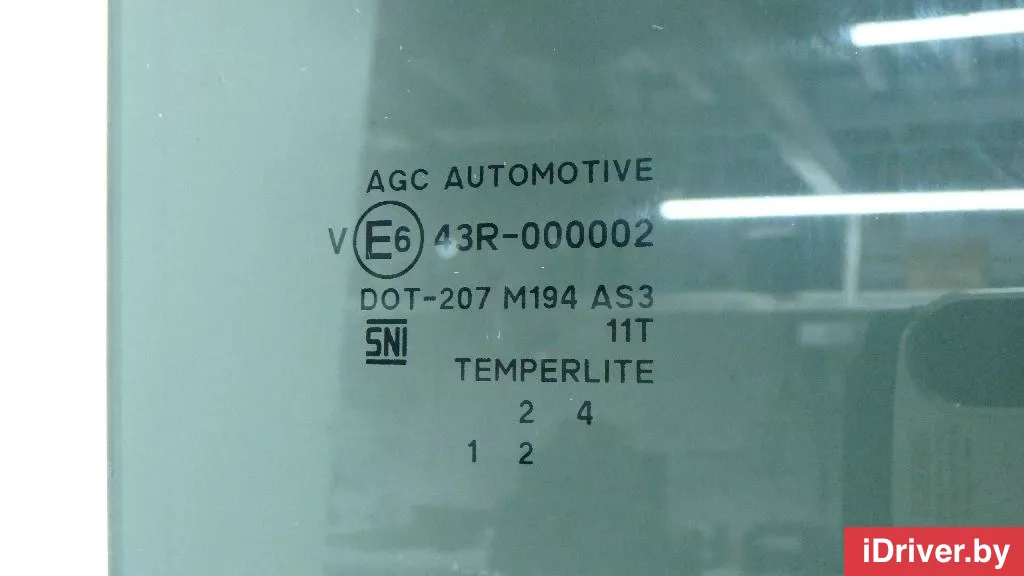 AGC AUTOMOTIVE
V E6 43R-000002
DOT-207 M194 AS3
SNI 11T
TEMPERLITE
2 4
1 2
iDriver.by